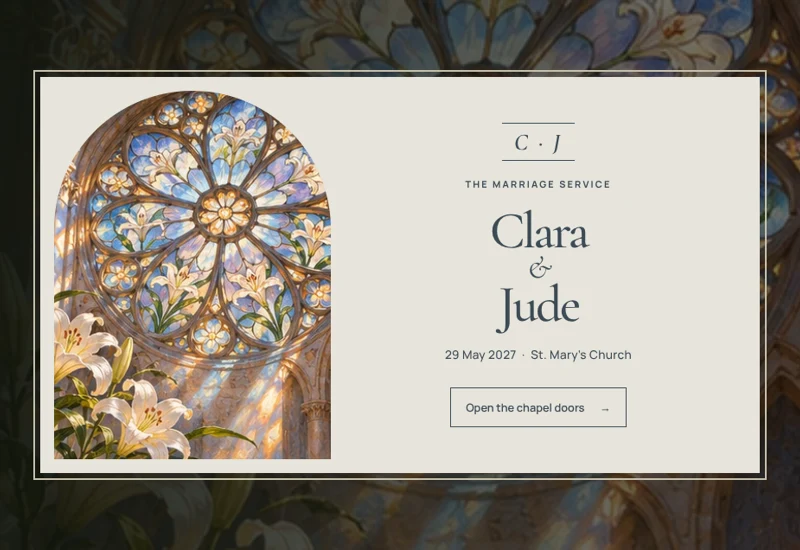 C · J
THE MARRIAGE SERVICE
Clara
&
Jude
29 May 2027 · St. Mary's Church
Open the chapel doors →